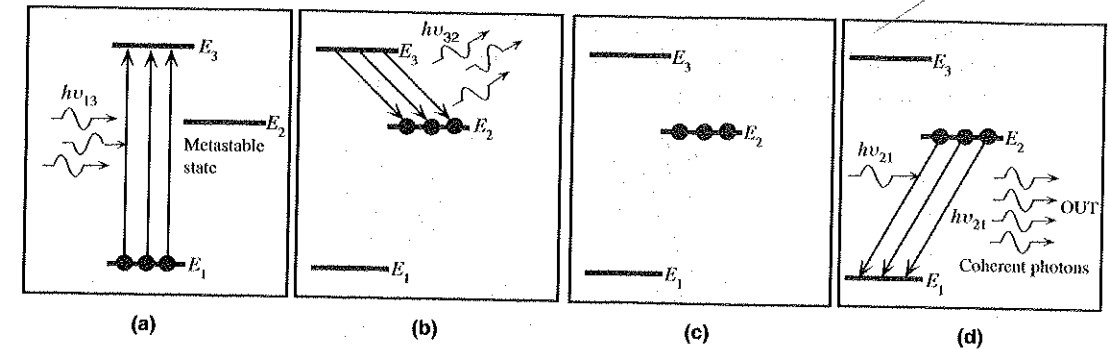 E₃
hυ₁₃
E₂
Metastable
state
E₁
(a)
hυ₃₂
E₃
E₂
E₁
(b)
E₃
E₂
E₁
(c)
E₃
E₂
hυ₂₁
hυ₂₁
OUT
Coherent photons
E₁
(d)